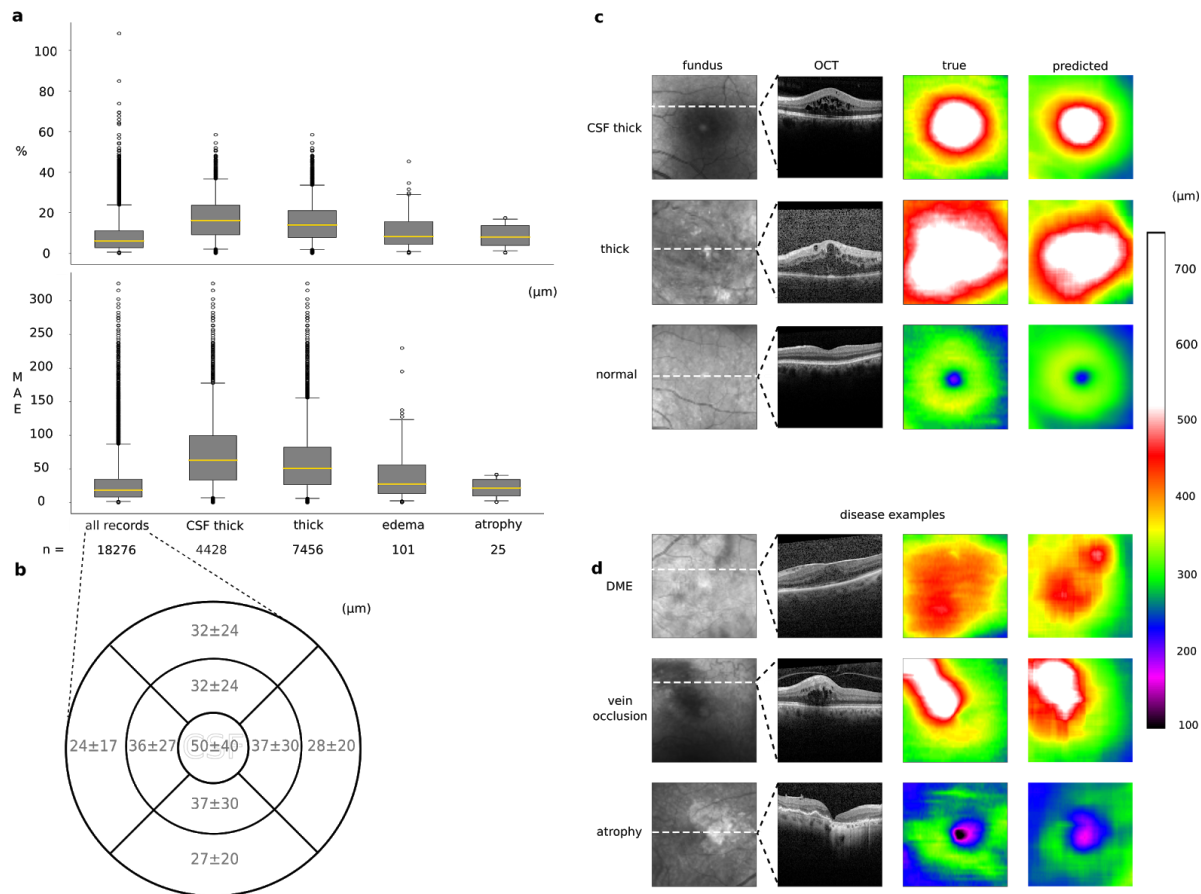 a
100
80
60
40
20
0
%
(μm)
300
250
200
150
100
50
0
M
A
E
all records CSF thick thick edema atrophy
n = 18276 4428 7456 101 25
b
(μm)
32±24
32±24
24±17 36±27 50±40 37±30 28±20
CSF
37±30
27±20
c
fundus OCT true predicted
CSF thick
thick
normal
(μm)
700
600
500
400
300
200
100
disease examples
d
DME
vein
occlusion
atrophy